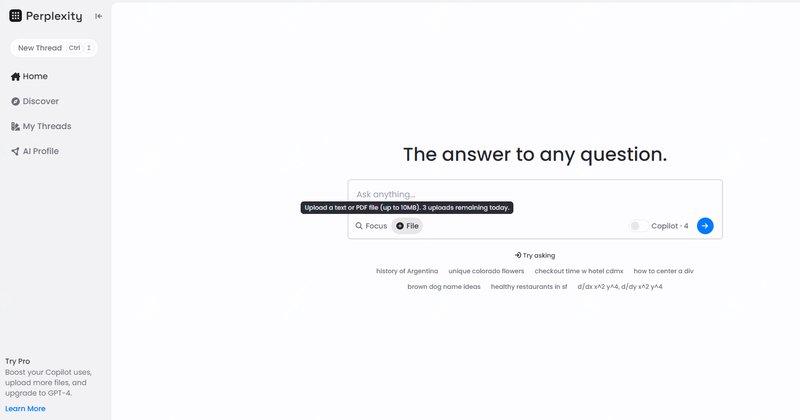 Perplexity
New Thread Ctrl I
Home
Discover
My Threads
AI Profile
The answer to any question.
Ask anything...
Upload a text or PDF file (up to 10MB). 3 uploads remaining today.
Focus File Copilot · 4
Try asking
history of Argentina unique colorado flowers checkout time w hotel cdmx how to center a div
brown dog name ideas healthy restaurants in sf d/dx x^2 y^4, d/dy x^2 y^4
Try Pro
Boost your Copilot uses,
upload more files, and
upgrade to GPT-4.
Learn More